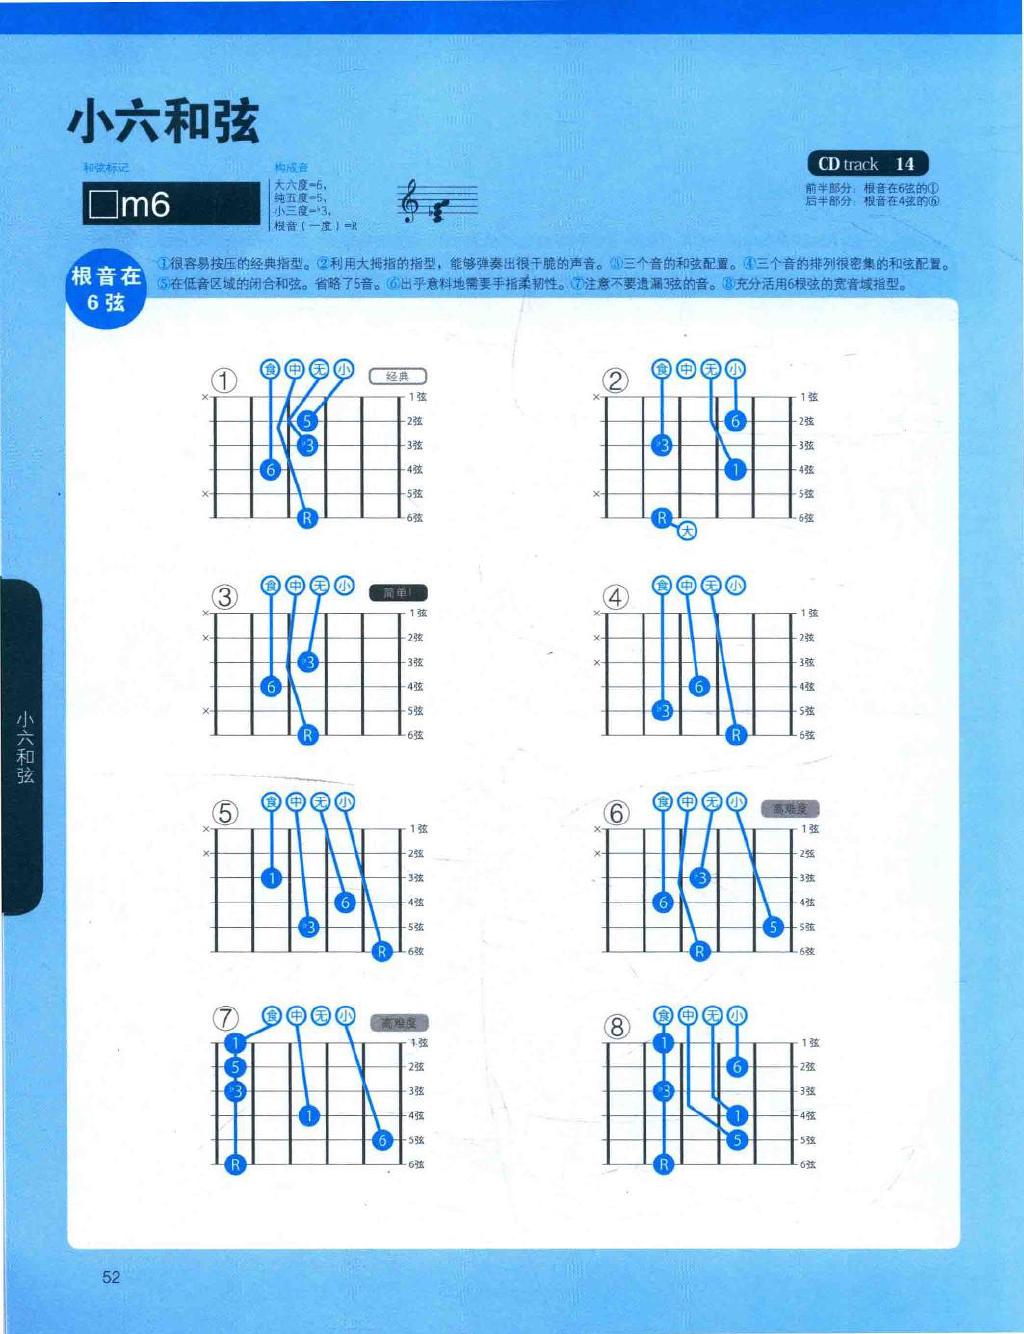 小六和弦
和弦标记
□m6
构成音
大六度=6,
纯五度=5,
小三度=♭3,
根音（一度）=R
CD track 14
前半部分：根音在6弦的①
后半部分：根音在4弦的⑥
根音在
6弦
①很容易按压的经典指型。②利用大拇指的指型，能够弹奏出很干脆的声音。③三个音的和弦配置。④三个音的排列很密集的和弦配置。
⑤在低音区域的闭合和弦。省略了5音。⑥出乎意料地需要手指柔韧性。⑦注意不要遗漏3弦的音。⑧充分活用6根弦的宽音域指型。
① 食 中 无 小 经典
× 1弦
5 2弦
♭3 3弦
6 4弦
× 5弦
R 6弦
② 食 中 无 小
× 1弦
6 2弦
♭3 3弦
1 4弦
× 5弦
R 大 6弦
③ 食 中 无 小 简单!
× 1弦
× 2弦
♭3 3弦
6 4弦
× 5弦
R 6弦
④ 食 中 无 小
× 1弦
× 2弦
× 3弦
6 4弦
♭3 5弦
R 6弦
⑤ 食 中 无 小
× 1弦
× 2弦
1 3弦
6 4弦
♭3 5弦
R 6弦
⑥ 食 中 无 小 高难度
× 1弦
× 2弦
♭3 3弦
6 4弦
5 5弦
R 6弦
⑦ 食 中 无 小 高难度
1 1弦
5 2弦
♭3 3弦
1 4弦
6 5弦
R 6弦
⑧ 食 中 无 小
1 1弦
6 2弦
♭3 3弦
1 4弦
5 5弦
R 6弦
小六和弦
52